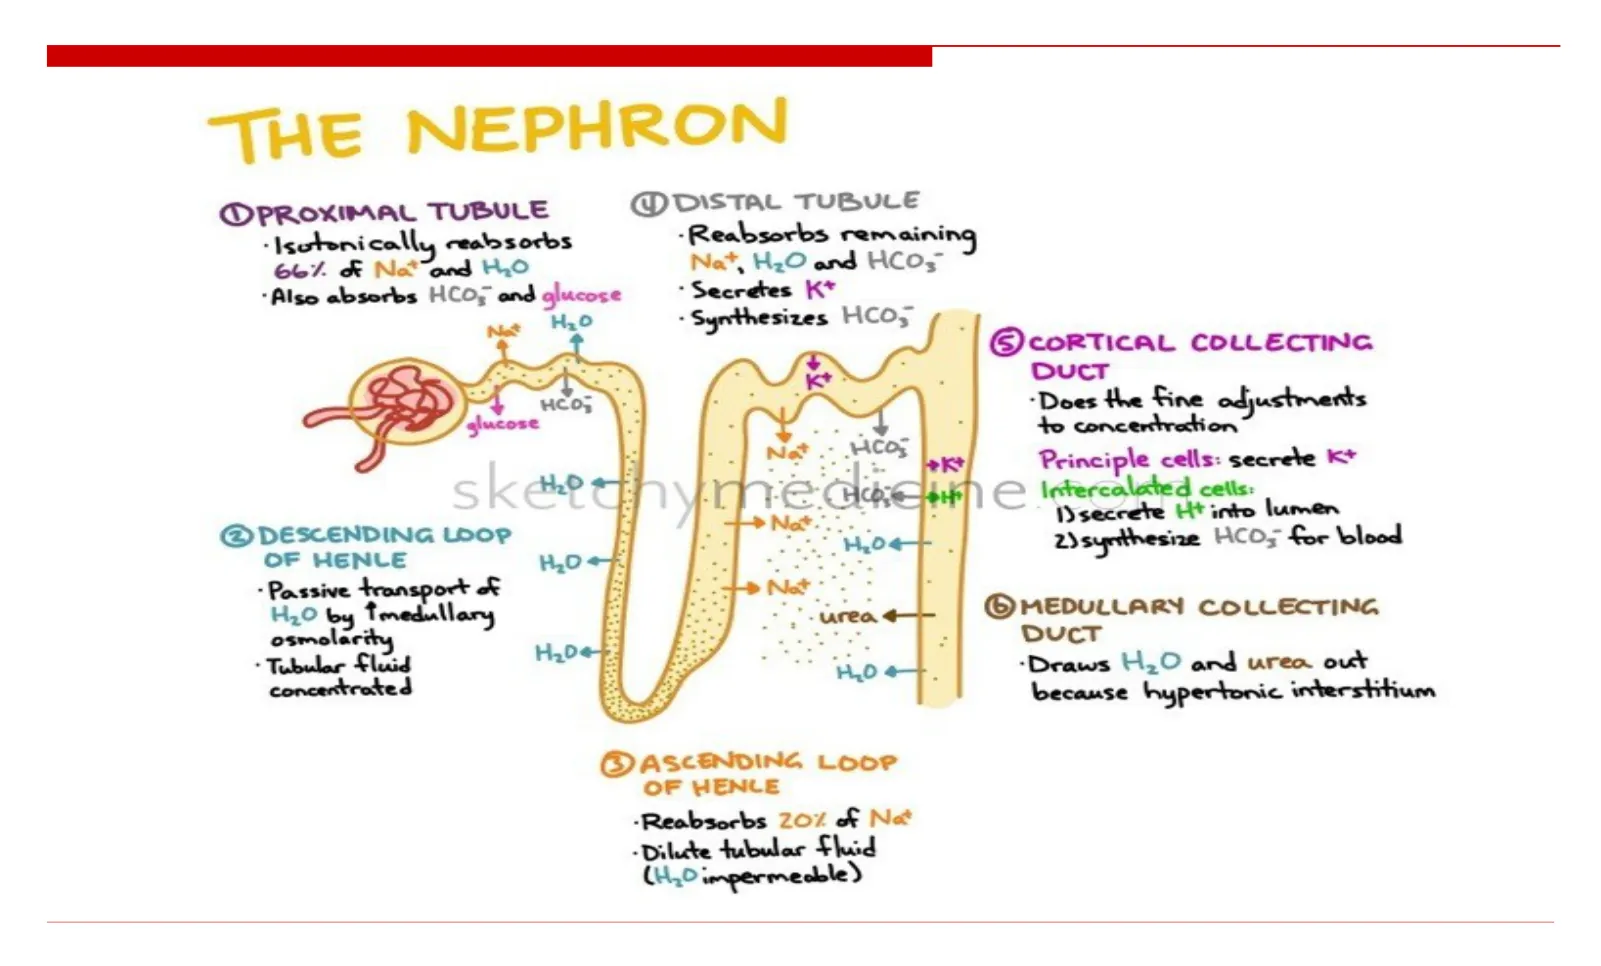 THE NEPHRON
①PROXIMAL TUBULE
·Isotonically reabsorbs
66% of Na⁺ and H₂O
·Also absorbs HCO₃⁻ and glucose
④DISTAL TUBULE
·Reabsorbs remaining
Na⁺, H₂O and HCO₃⁻
·Secretes K⁺
·Synthesizes HCO₃⁻
Na⁺
H₂O
glucose
HCO₃⁻
K⁺
Na⁺
HCO₃⁻
⑤CORTICAL COLLECTING
DUCT
·Does the fine adjustments
to concentration
Principle cells: secrete K⁺
Intercalated cells:
1) secrete H⁺ into lumen
2) synthesize HCO₃⁻ for blood
K⁺
HCO₃⁻
H⁺
sketchymedicine.com
H₂O
H₂O
H₂O
Na⁺
Na⁺
H₂O
urea
H₂O
②DESCENDING LOOP
OF HENLE
·Passive transport of
H₂O by ↑medullary
osmolarity
·Tubular fluid
concentrated
⑥MEDULLARY COLLECTING
DUCT
·Draws H₂O and urea out
because hypertonic interstitium
③ASCENDING LOOP
OF HENLE
·Reabsorbs 20% of Na⁺
·Dilute tubular fluid
(H₂O impermeable)